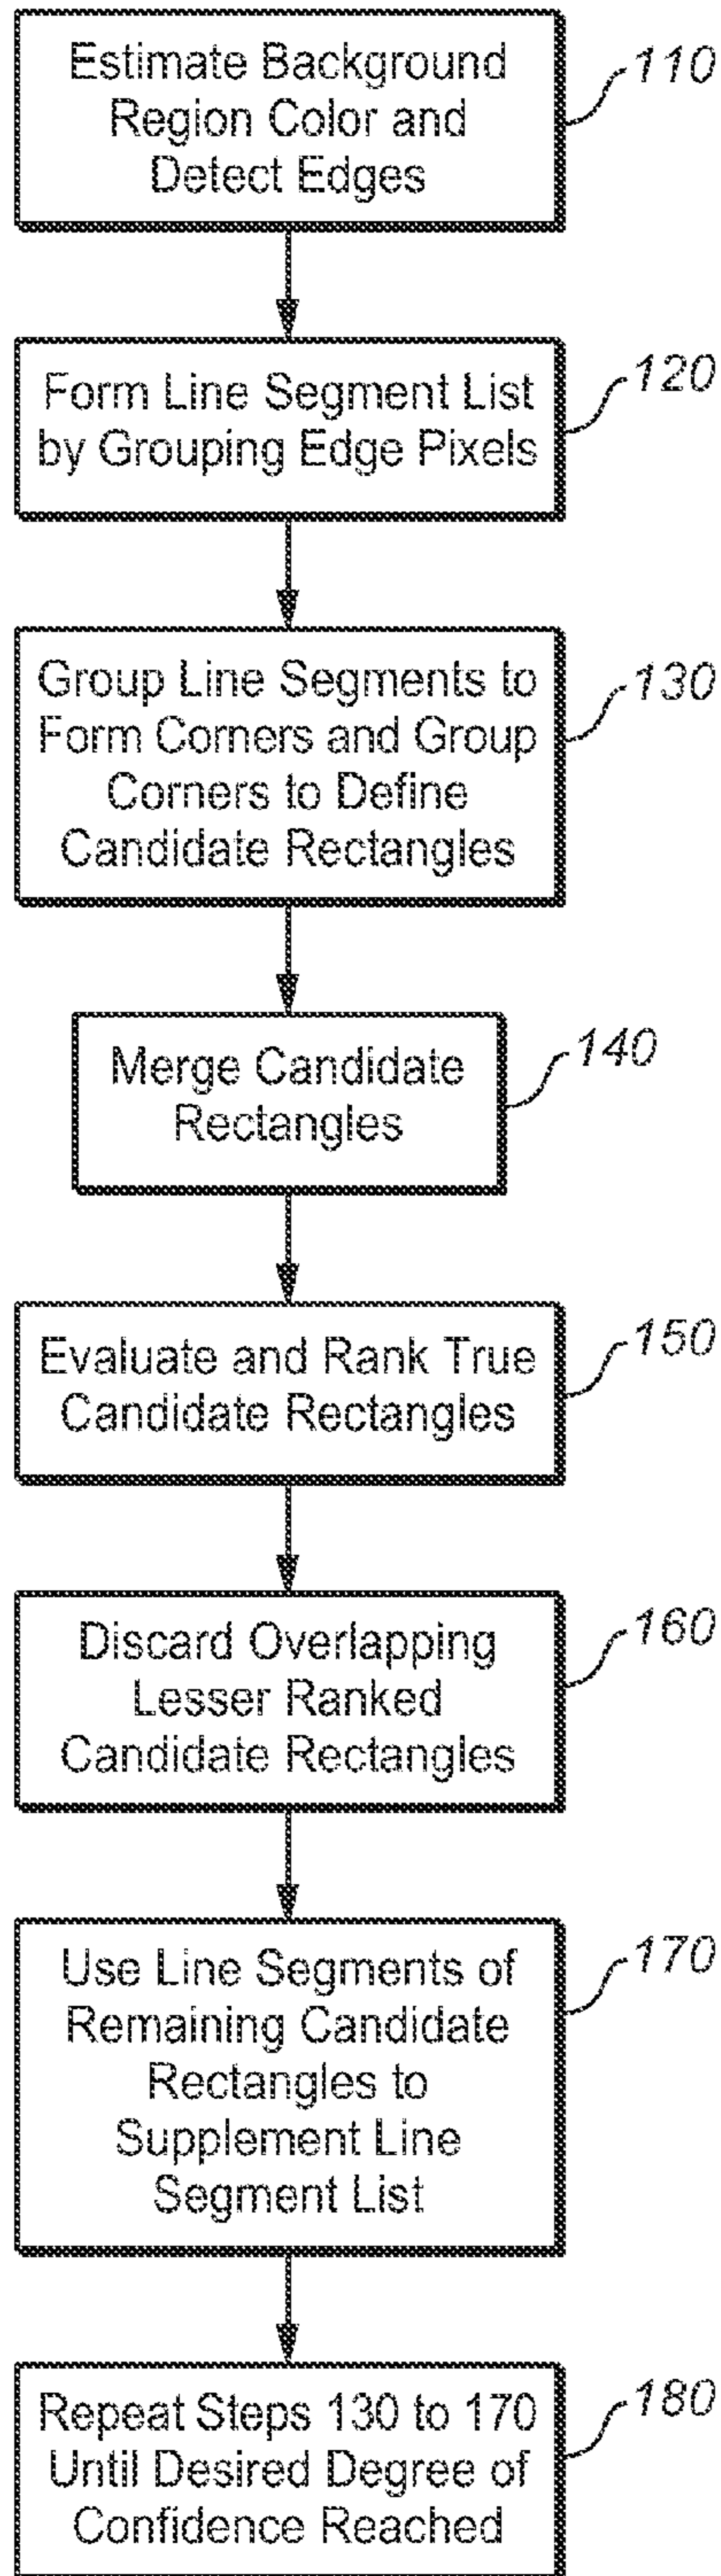 Estimate Background
Region Color and
Detect Edges
110
Form Line Segment List
by Grouping Edge Pixels
120
Group Line Segments to
Form Corners and Group
Corners to Define
Candidate Rectangles
130
Merge Candidate
Rectangles
140
Evaluate and Rank True
Candidate Rectangles
150
Discard Overlapping
Lesser Ranked
Candidate Rectangles
160
Use Line Segments of
Remaining Candidate
Rectangles to
Supplement Line
Segment List
170
Repeat Steps 130 to 170
Until Desired Degree of
Confidence Reached
180